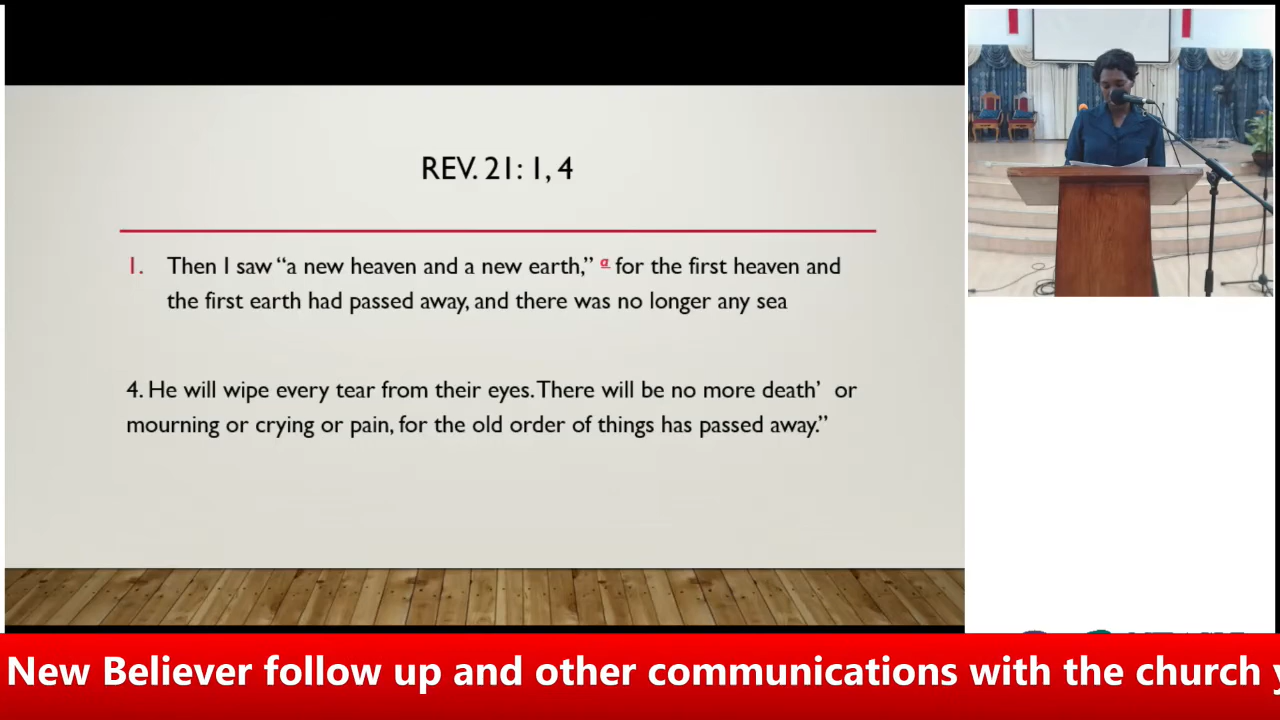 REV. 21: 1, 4
1. Then I saw “a new heaven and a new earth,” a for the first heaven and
the first earth had passed away, and there was no longer any sea
4. He will wipe every tear from their eyes. There will be no more death’ or
mourning or crying or pain, for the old order of things has passed away.”
New Believer follow up and other communications with the church